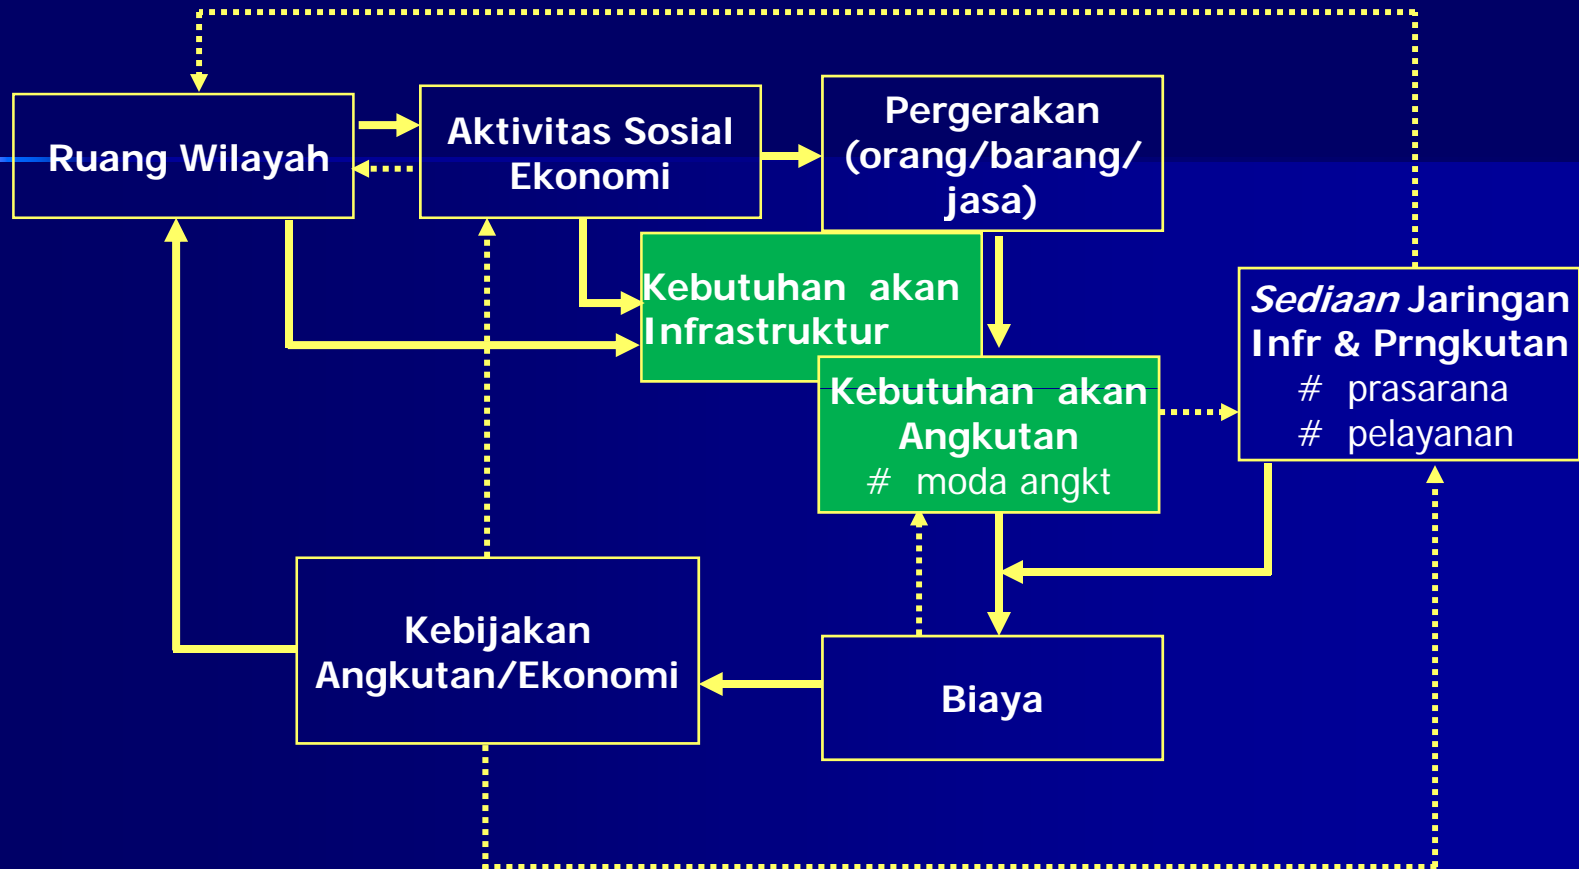 Ruang Wilayah
Aktivitas Sosial
Ekonomi
Pergerakan
(orang/barang/
jasa)
Kebutuhan akan
Infrastruktur
Kebutuhan akan
Angkutan
# moda angkt
Sediaan Jaringan
Infr & Prngkutan
# prasarana
# pelayanan
Kebijakan
Angkutan/Ekonomi
Biaya